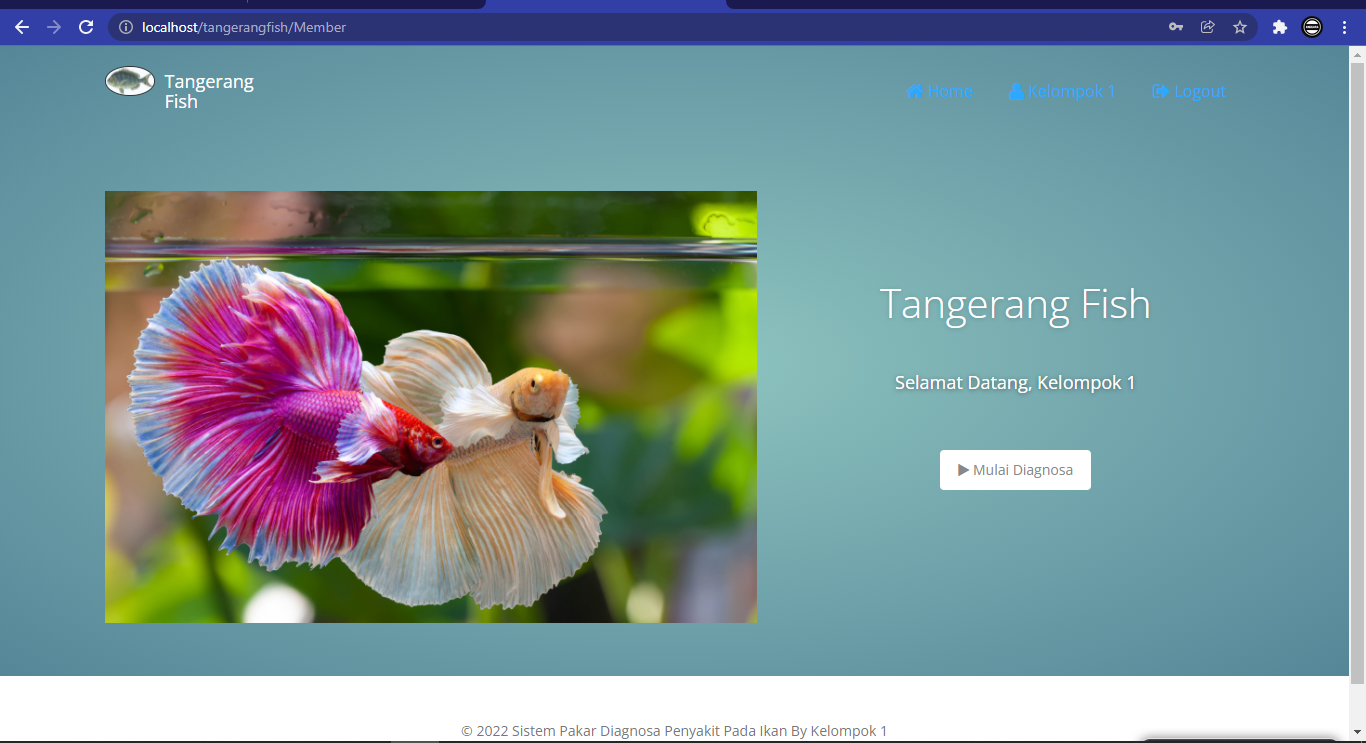 localhost/tangerangfish/Member
Tangerang
Fish
Home
Kelompok 1
Logout
Tangerang Fish
Selamat Datang, Kelompok 1
Mulai Diagnosa
© 2022 Sistem Pakar Diagnosa Penyakit Pada Ikan By Kelompok 1